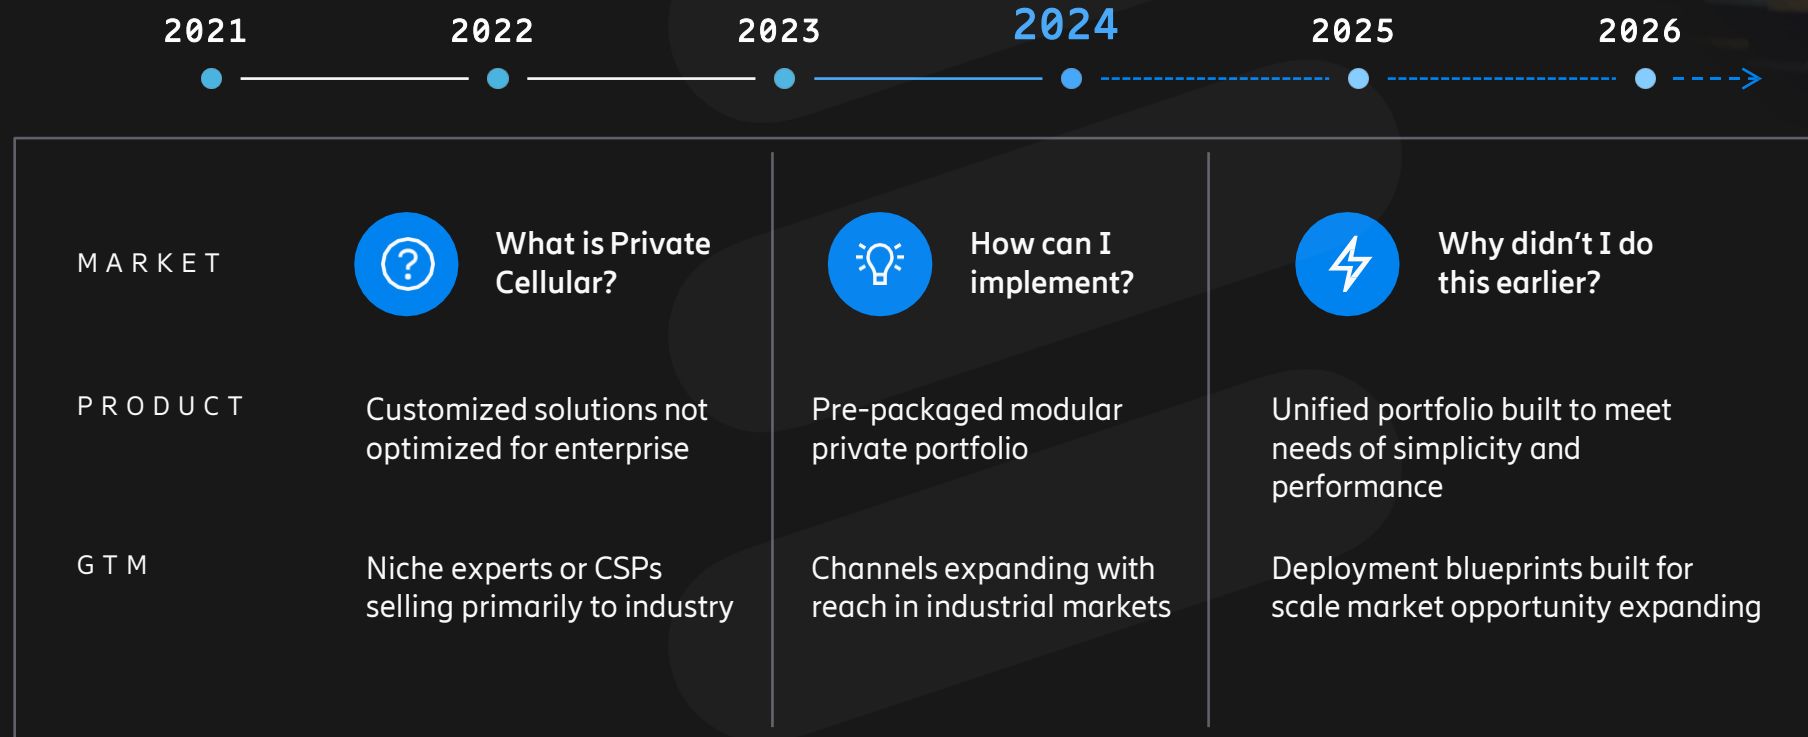 2021 2022 2023 2024 2025 2026
MARKET
What is Private
Cellular?
How can I
implement?
Why didn't I do
this earlier?
PRODUCT
Customized solutions not
optimized for enterprise
Pre-packaged modular
private portfolio
Unified portfolio built to meet
needs of simplicity and
performance
GTM
Niche experts or CSPs
selling primarily to industry
Channels expanding with
reach in industrial markets
Deployment blueprints built for
scale market opportunity expanding